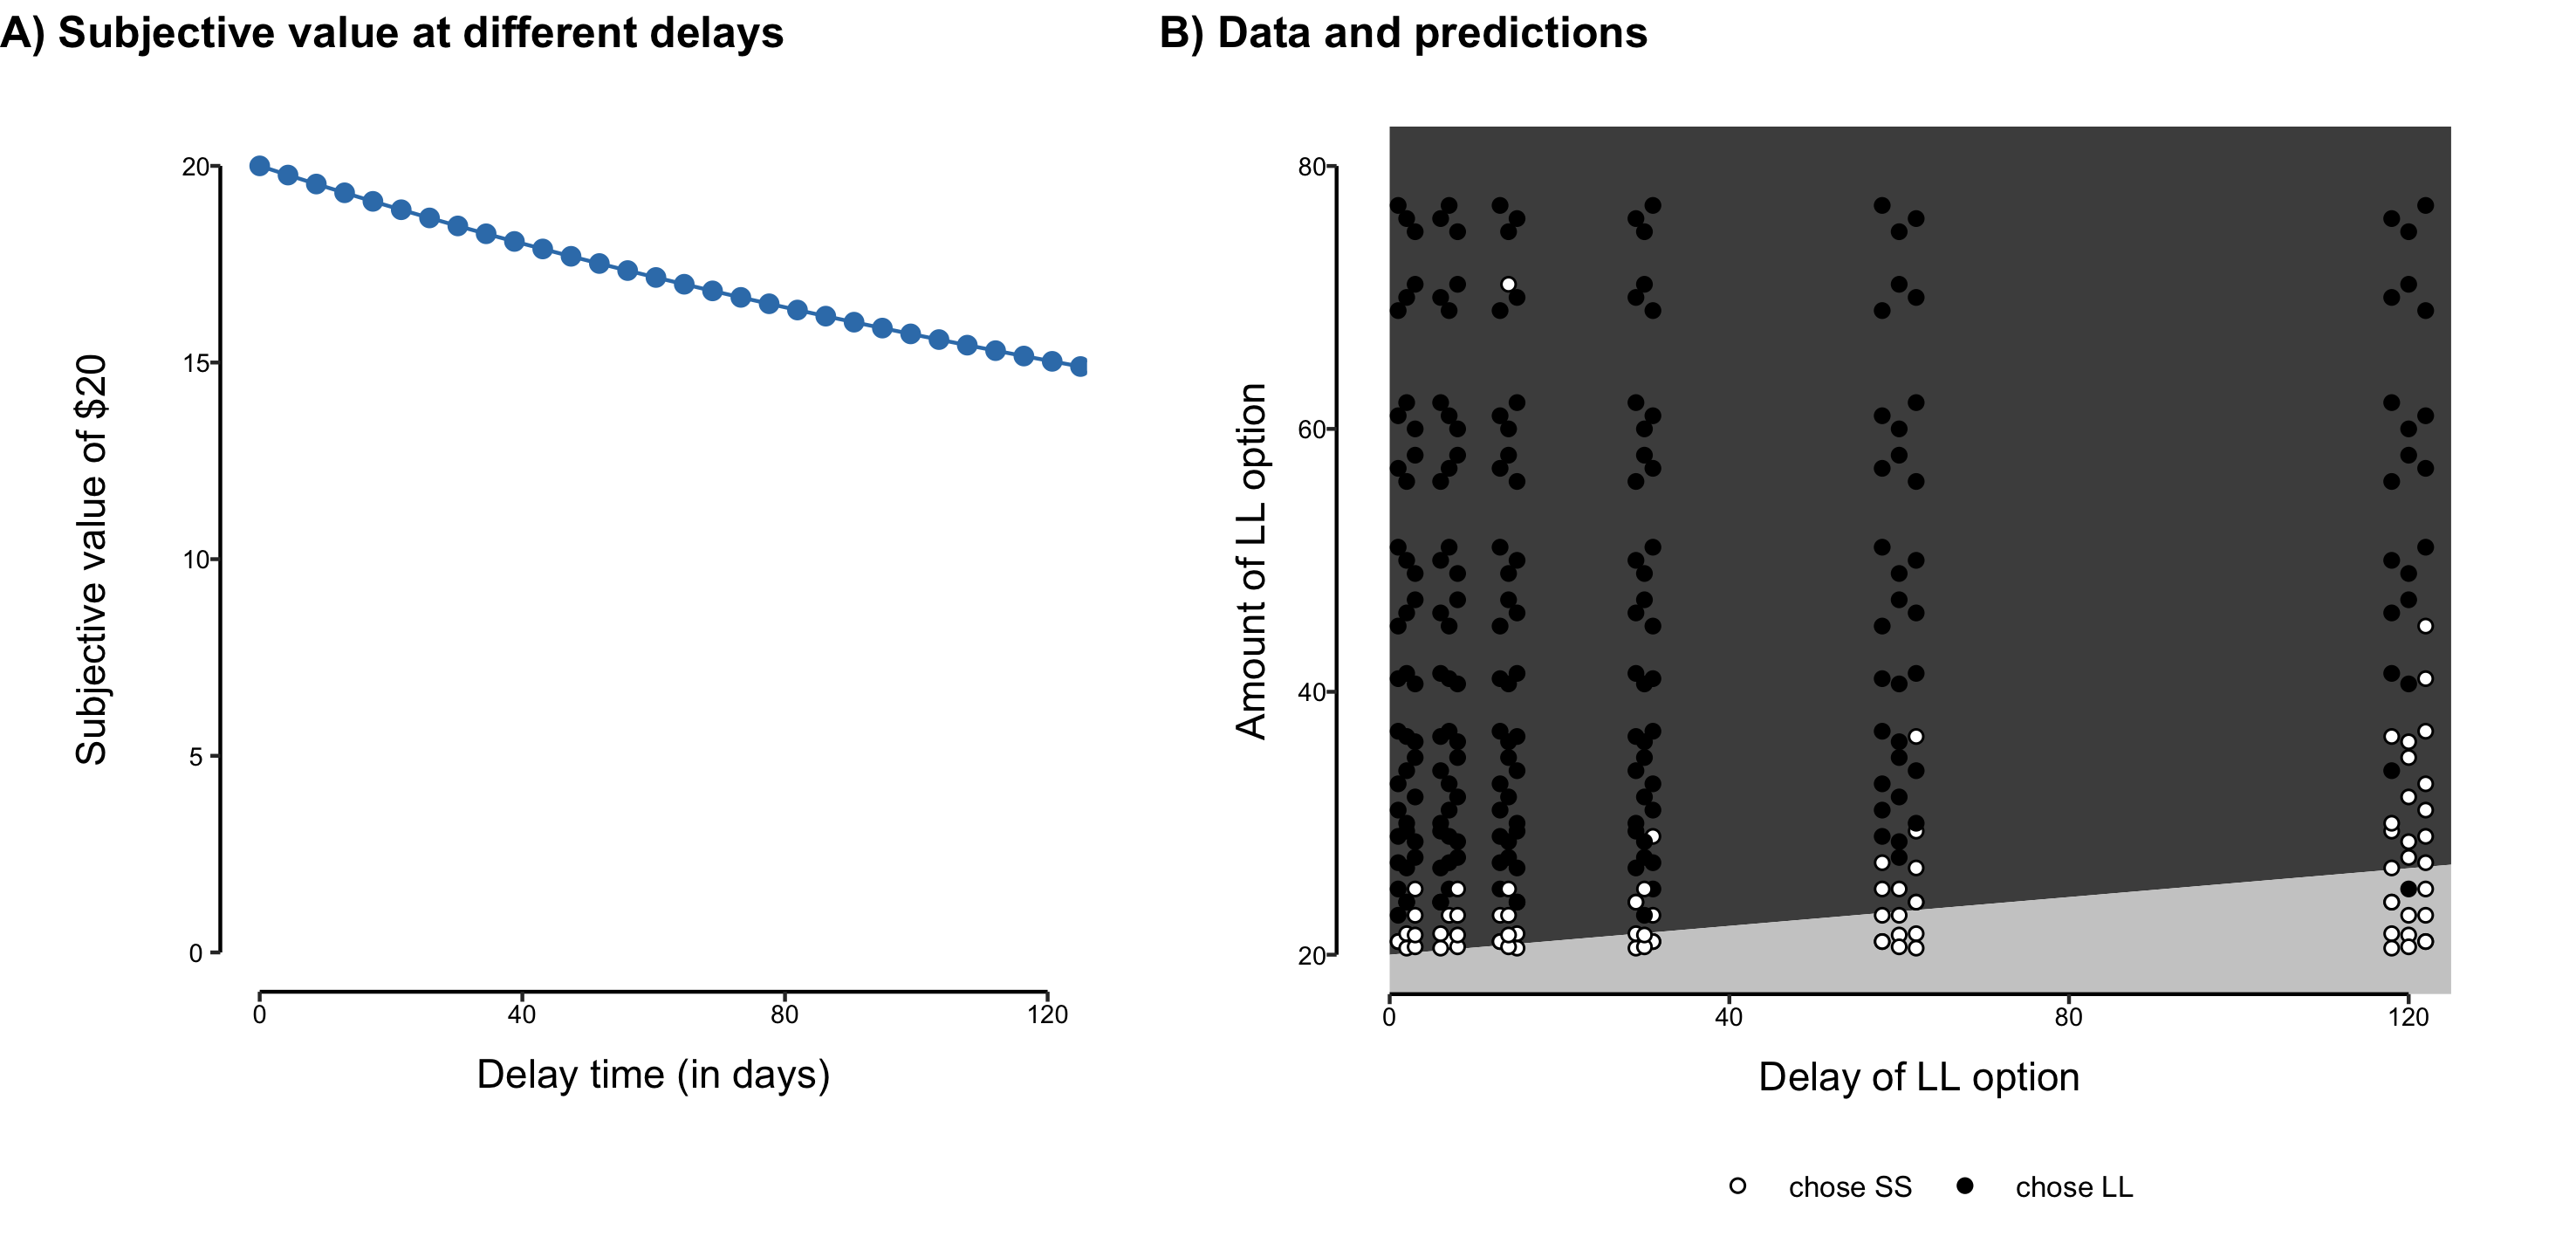 A) Subjective value at different delays
B) Data and predictions
Subjective value of $20
20
15
10
5
0
0 40 80 120
Delay time (in days)
Amount of LL option
80
60
40
20
0 40 80 120
Delay of LL option
chose SS chose LL